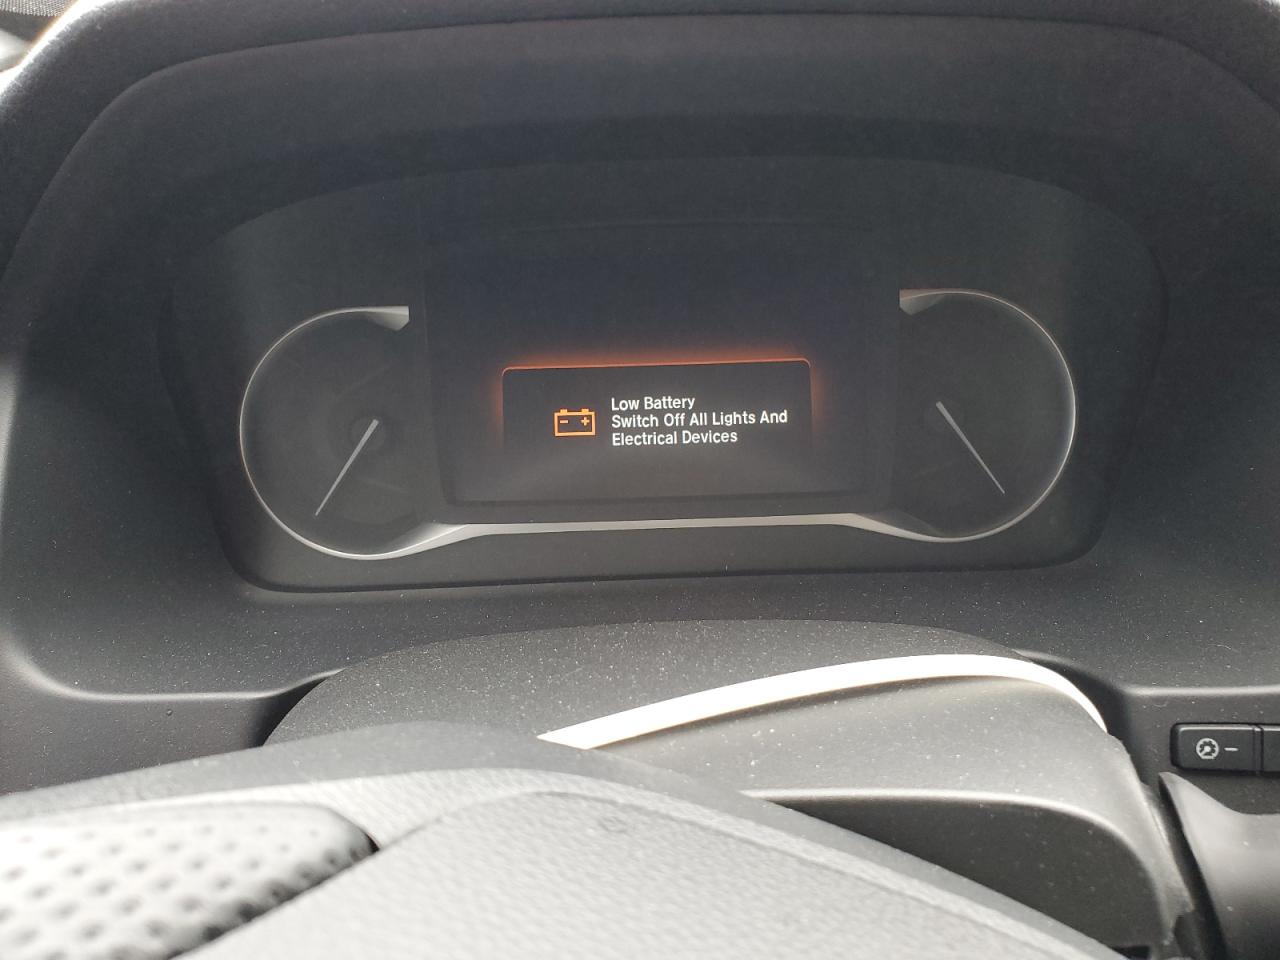 Low Battery
Switch Off All Lights And
Electrical Devices